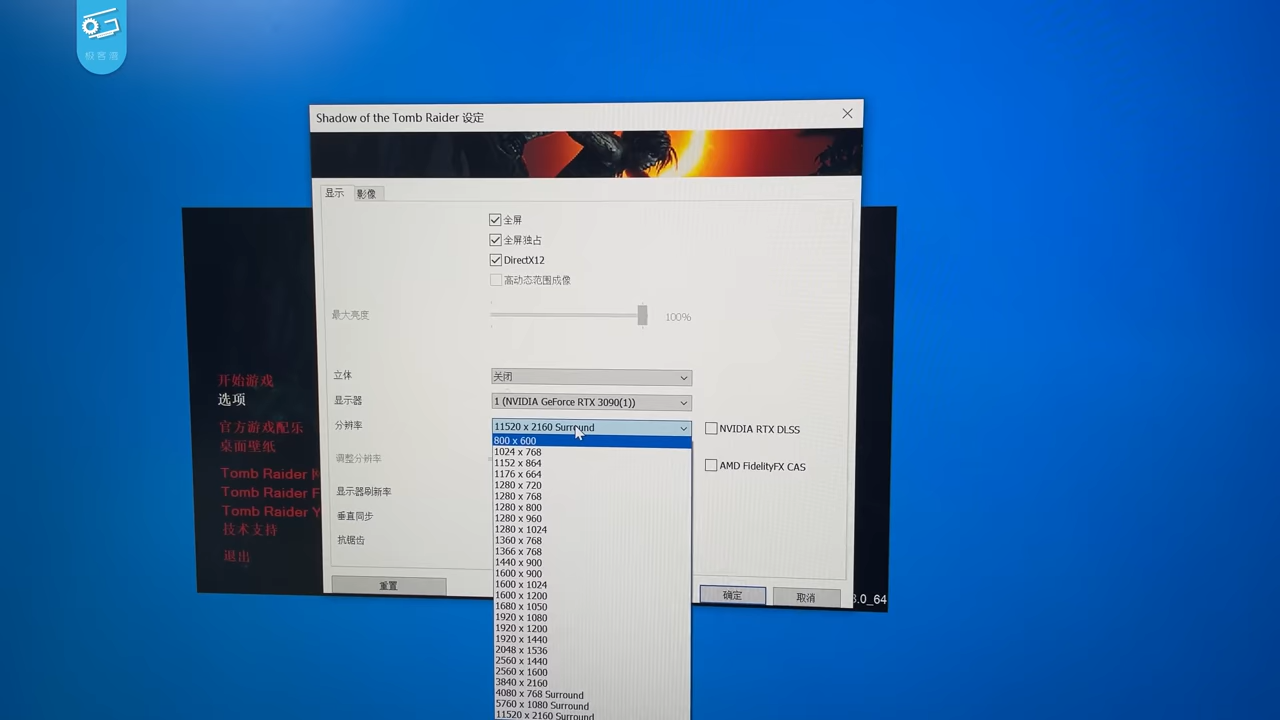 极客湾
Shadow of the Tomb Raider 设定
显示
影像
全屏
全屏独占
DirectX12
高动态范围成像
最大亮度
100%
立体
关闭
显示器
1 (NVIDIA GeForce RTX 3090(1))
分辨率
11520 x 2160 Surround
NVIDIA RTX DLSS
800 x 600
1024 x 768
1152 x 864
调整分辨率
AMD FidelityFX CAS
1176 x 664
1280 x 720
显示器刷新率
1280 x 768
1280 x 800
垂直同步
1280 x 960
1280 x 1024
抗锯齿
1360 x 768
1366 x 768
1440 x 900
1600 x 900
1600 x 1024
1600 x 1200
1680 x 1050
1920 x 1080
1920 x 1200
1920 x 1440
2048 x 1536
2560 x 1440
2560 x 1600
3840 x 2160
4080 x 768 Surround
5760 x 1080 Surround
11520 x 2160 Surround
重置
确定
取消
开始游戏
选项
官方游戏配乐
桌面壁纸
Tomb Raider
Tomb Raider F
Tomb Raider Y
技术支持
退出
3.0_64